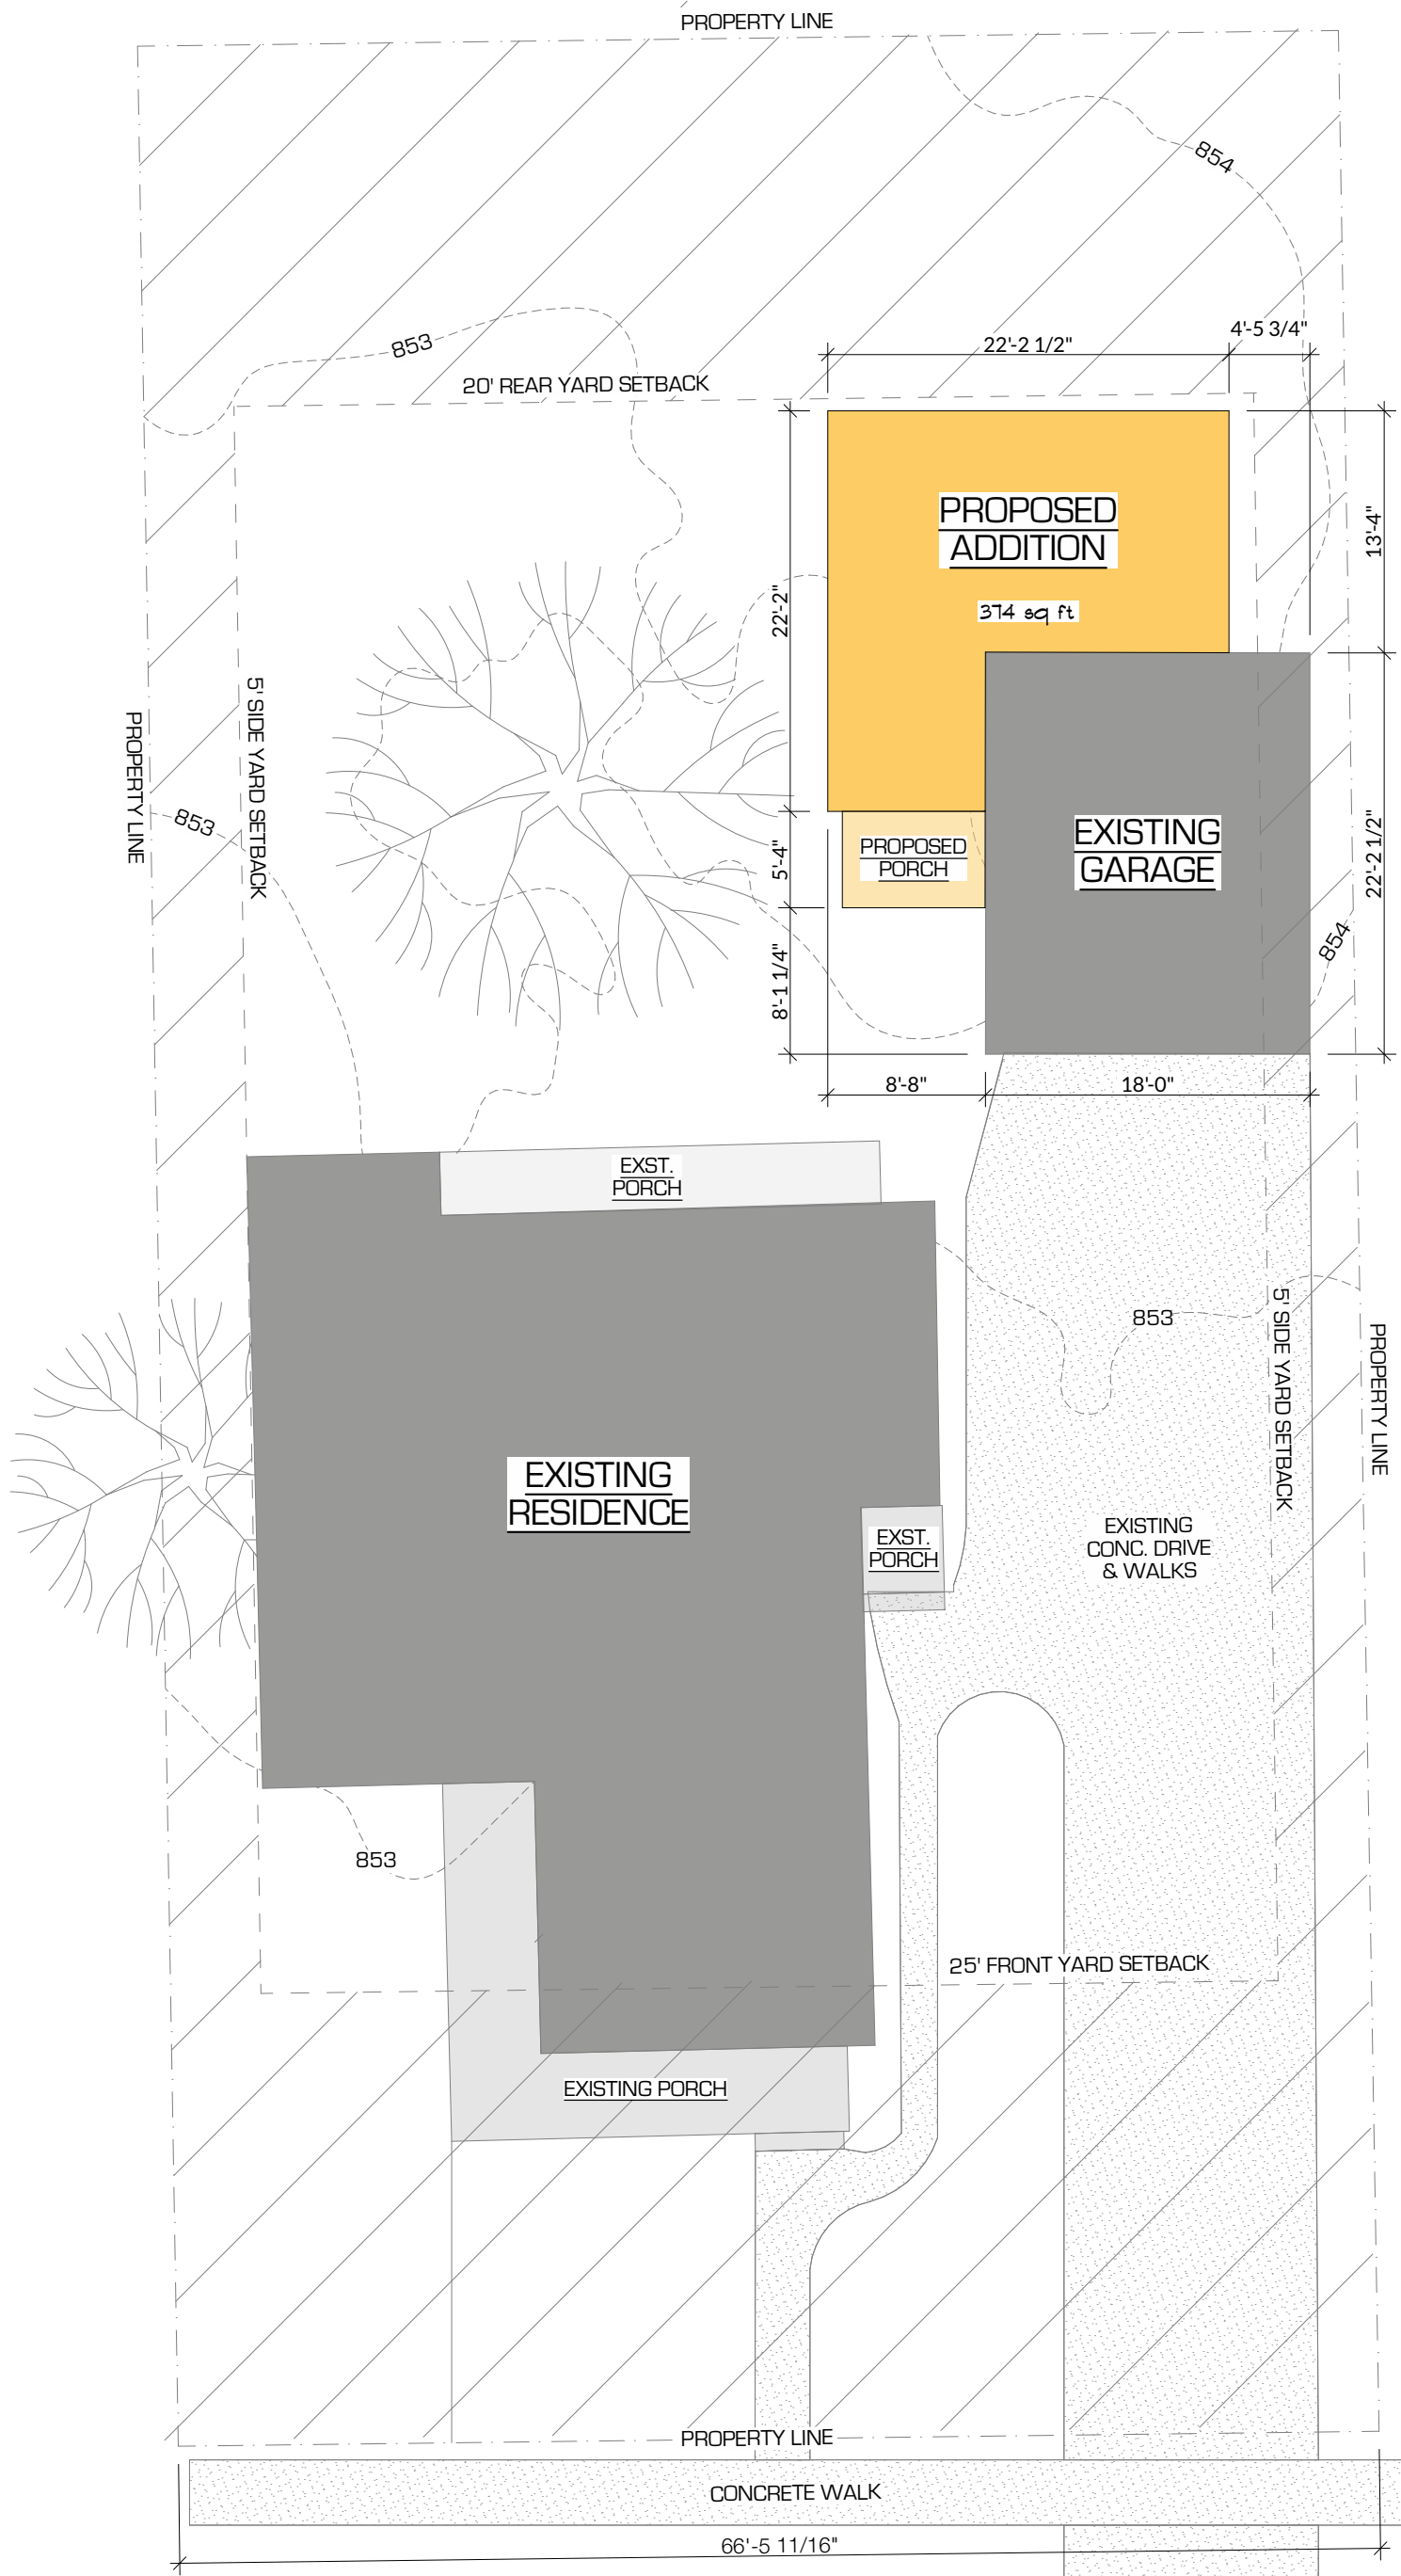 PROPERTY LINE
854
4'-5 3/4"
22'-2 1/2"
853
20' REAR YARD SETBACK
PROPOSED
ADDITION
374 sq ft
13'-4"
22'-2"
5' SIDE YARD SETBACK
PROPERTY LINE
853
PROPOSED
PORCH
5'-4"
EXISTING
GARAGE
22'-2 1/2"
854
8'-1 1/4"
8'-8"
18'-0"
EXST.
PORCH
853
5' SIDE YARD SETBACK
PROPERTY LINE
EXISTING
RESIDENCE
EXST.
PORCH
EXISTING
CONC. DRIVE
& WALKS
853
25' FRONT YARD SETBACK
EXISTING PORCH
PROPERTY LINE
CONCRETE WALK
66'-5 11/16"